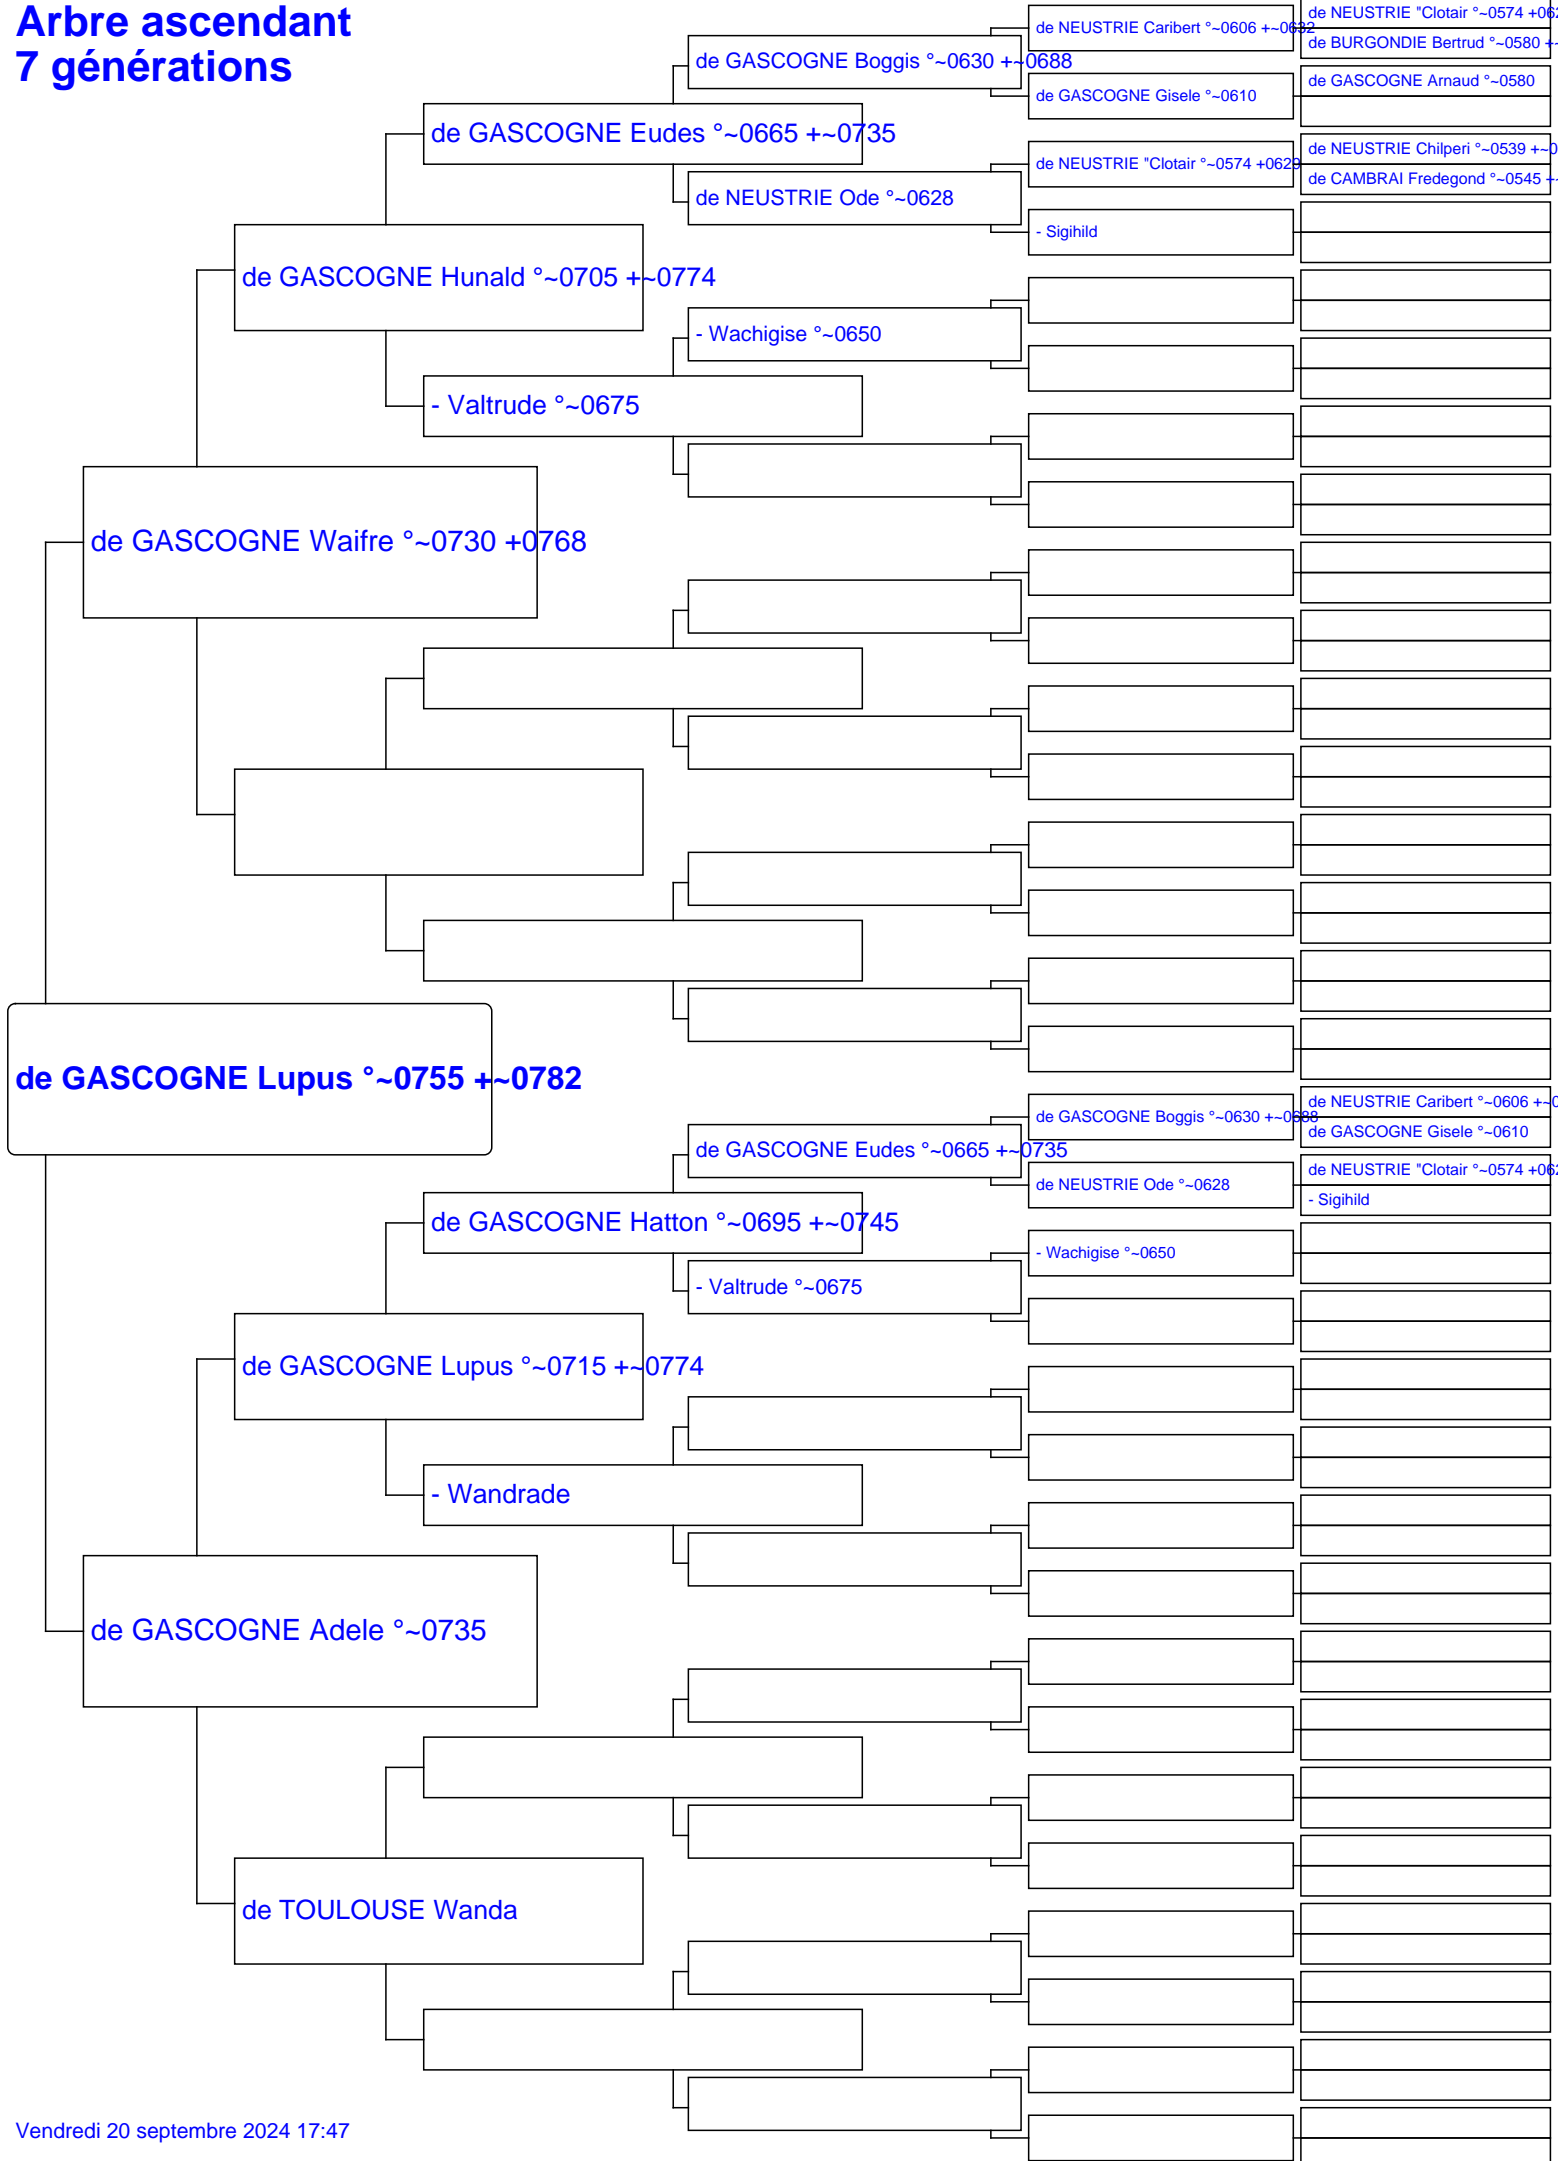 Arbre ascendant
7 générations
de NEUSTRIE "Clotair °~0574 +062
de NEUSTRIE Caribert °~0606 +~0632
de BURGONDIE Bertrud °~0580 +~
de GASCOGNE Boggis °~0630 +~0688
de GASCOGNE Arnaud °~0580
de GASCOGNE Gisele °~0610
de GASCOGNE Eudes °~0665 +~0735
de NEUSTRIE Chilperi °~0539 +~0
de NEUSTRIE "Clotair °~0574 +0629
de CAMBRAI Fredegond °~0545 +~
de NEUSTRIE Ode °~0628
- Sigihild
de GASCOGNE Hunald °~0705 +~0774
- Wachigise °~0650
- Valtrude °~0675
de GASCOGNE Waifre °~0730 +0768
de GASCOGNE Lupus °~0755 +~0782
de NEUSTRIE Caribert °~0606 +~0
de GASCOGNE Boggis °~0630 +~0688
de GASCOGNE Gisele °~0610
de GASCOGNE Eudes °~0665 +~0735
de NEUSTRIE "Clotair °~0574 +062
de NEUSTRIE Ode °~0628
- Sigihild
de GASCOGNE Hatton °~0695 +~0745
- Wachigise °~0650
- Valtrude °~0675
de GASCOGNE Lupus °~0715 +~0774
- Wandrade
de GASCOGNE Adele °~0735
de TOULOUSE Wanda
Vendredi 20 septembre 2024 17:47